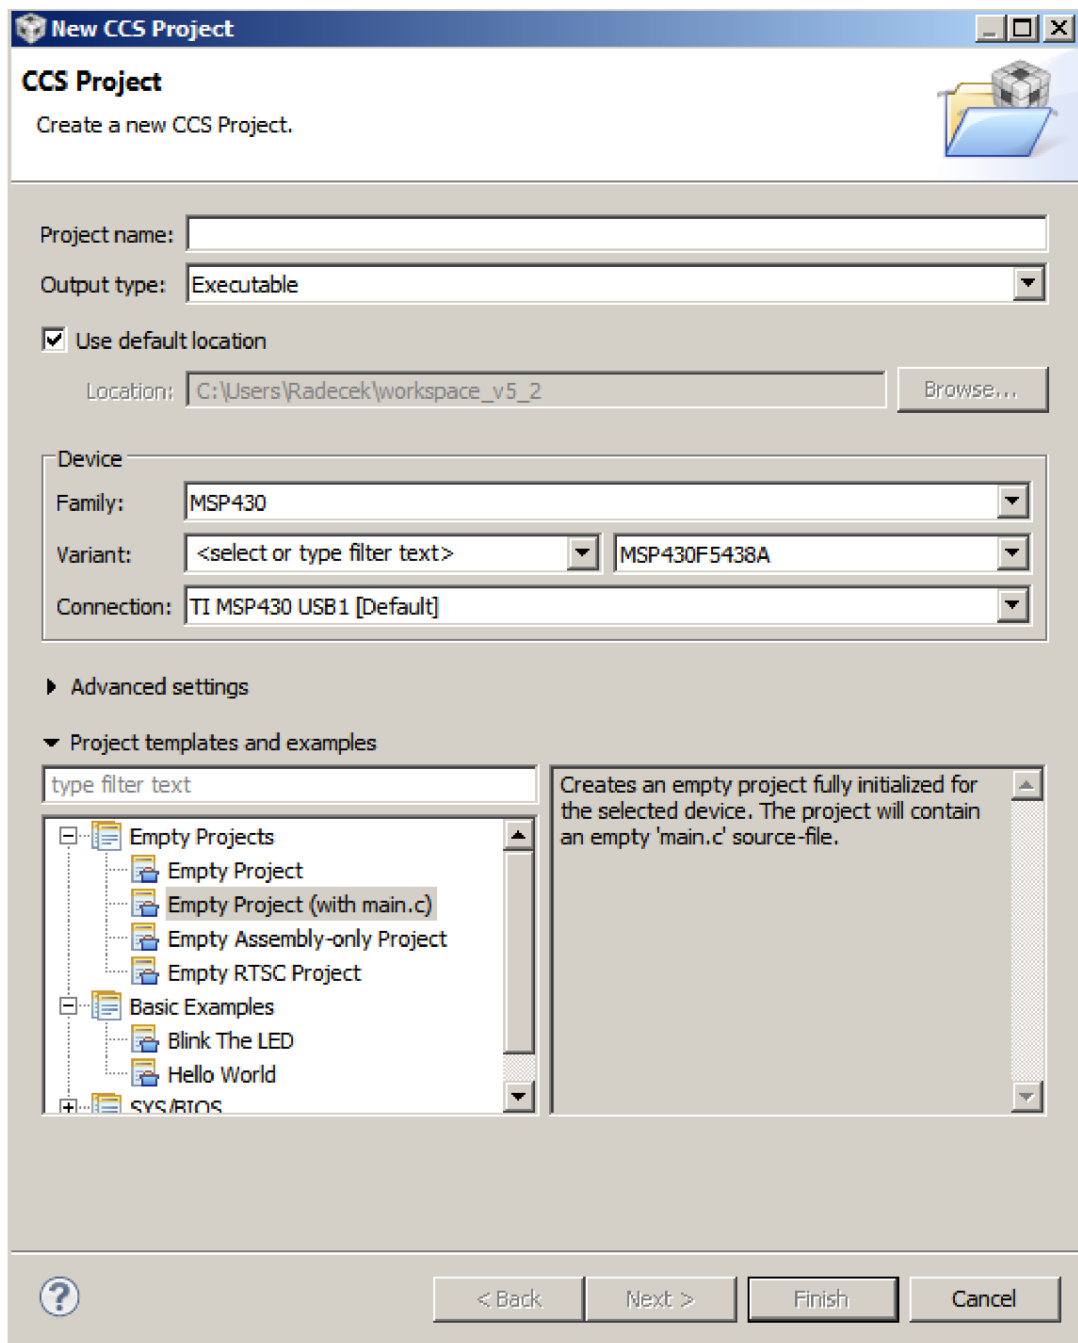 New CCS Project
CCS Project
Create a new CCS Project.
Project name:
Output type: Executable
Use default location
Location: C:\Users\Radecek\workspace_v5_2 Browse...
Device
Family: MSP430
Variant: <select or type filter text> MSP430F5438A
Connection: TI MSP430 USB1 [Default]
Advanced settings
Project templates and examples
type filter text
Empty Projects
Empty Project
Empty Project (with main.c)
Empty Assembly-only Project
Empty RTSC Project
Basic Examples
Blink The LED
Hello World
SYS/BIOS
Creates an empty project fully initialized for
the selected device. The project will contain
an empty 'main.c' source-file.
?
< Back Next > Finish Cancel